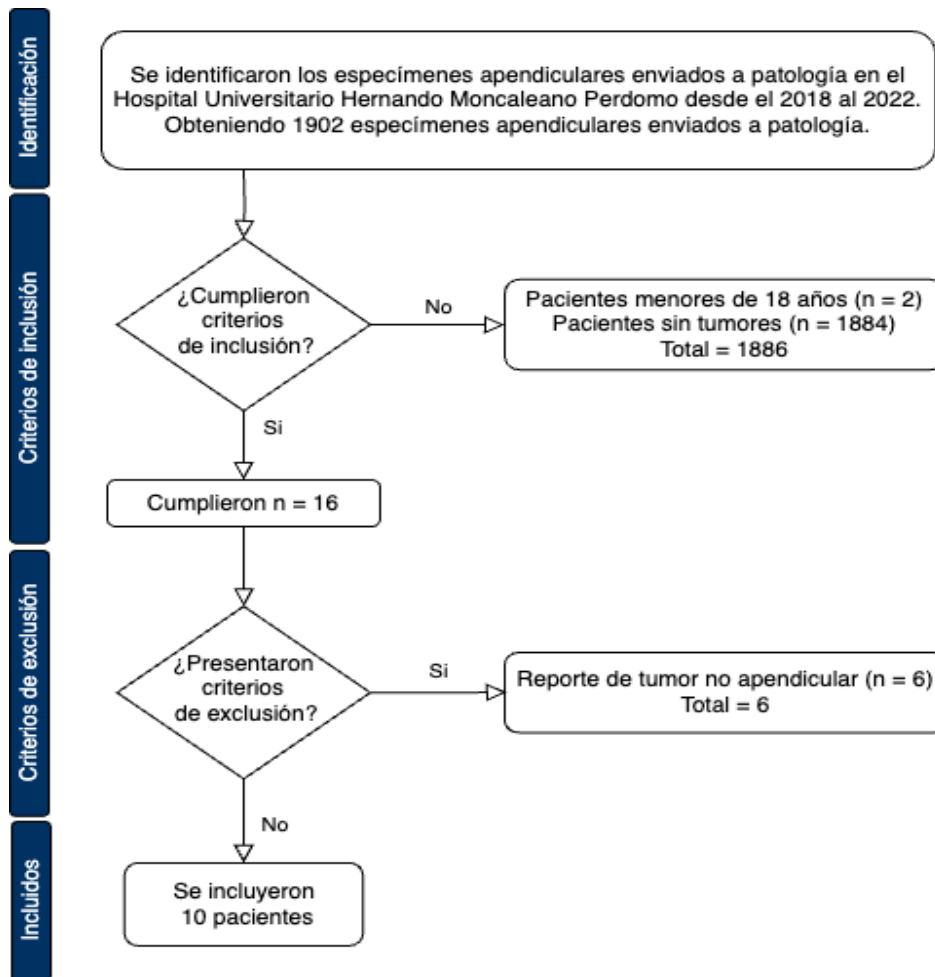 Identificación
Se identificaron los especímenes apendiculares enviados a patología en el
Hospital Universitario Hernando Moncaleano Perdomo desde el 2018 al 2022.
Obteniendo 1902 especímenes apendiculares enviados a patología.
Criterios de inclusión
¿Cumplieron
criterios
de inclusión?
No
Pacientes menores de 18 años (n = 2)
Pacientes sin tumores (n = 1884)
Total = 1886
Si
Cumplieron n = 16
Criterios de exclusión
¿Presentaron
criterios
de exclusión?
Si
Reporte de tumor no apendicular (n = 6)
Total = 6
No
Incluidos
Se incluyeron
10 pacientes